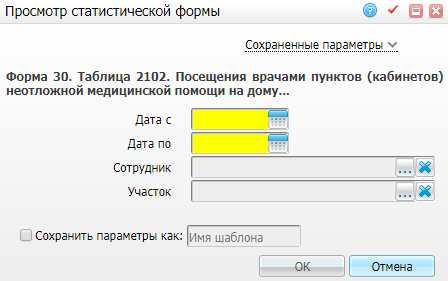 Просмотр статистической формы
Сохраненные параметры
Форма 30. Таблица 2102. Посещения врачами пунктов (кабинетов)
неотложной медицинской помощи на дому...
Дата с
Дата по
Сотрудник
...
Участок
...
Сохранить параметры как: Имя шаблона
OK Отмена